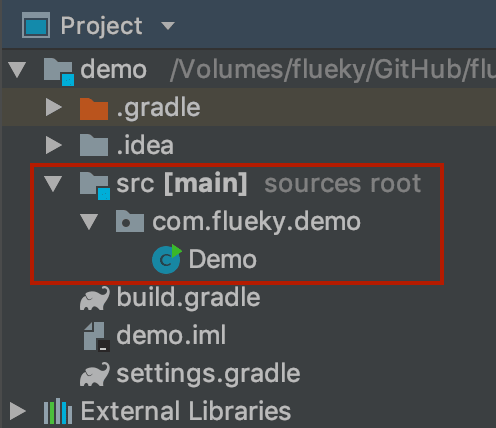 Project
demo /Volumes/flueky/GitHub/flu
.gradle
.idea
src [main] sources root
com.flueky.demo
C Demo
build.gradle
demo.iml
settings.gradle
External Libraries